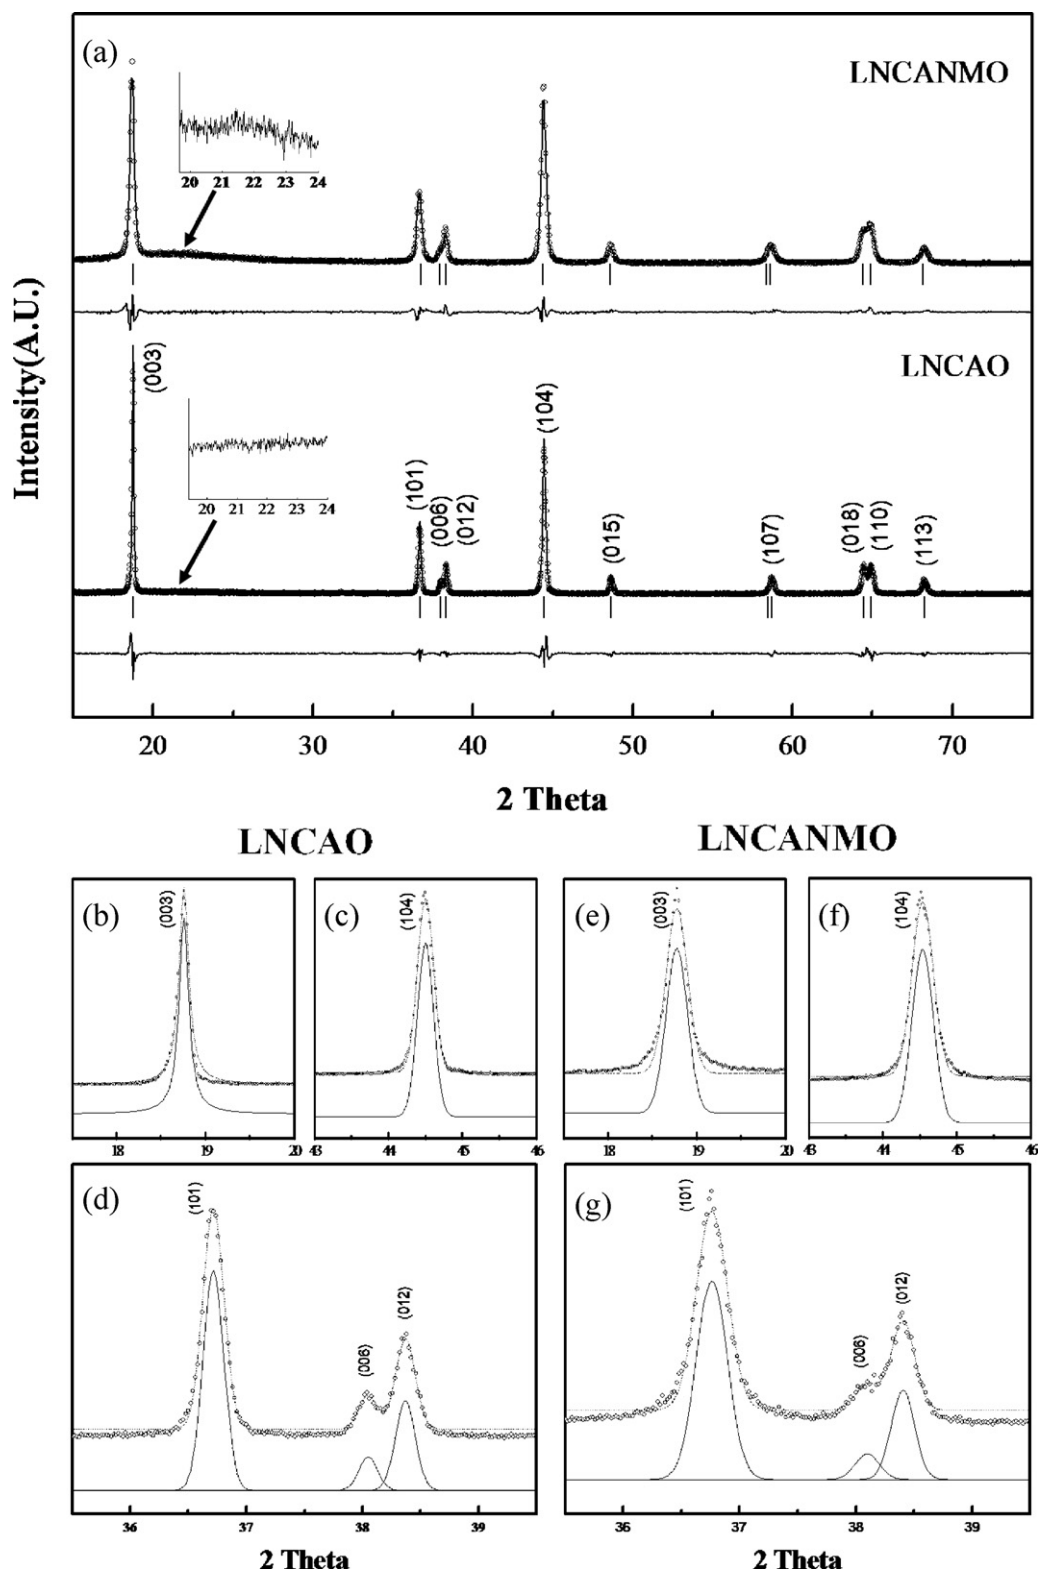 (a)
LNCANMO
20 21 22 23 24
Intensity(A.U.)
LNCAO
(003)
20 21 22 23 24
(101)
(006)
(012)
(104)
(015)
(107)
(018)
(110)
(113)
20 30 40 50 60 70
2 Theta
LNCAO
LNCANMO
(b)
(003)
18 19 20
(c)
(104)
43 44 45 46
(e)
(003)
18 19 20
(f)
(104)
43 44 45 46
(d)
(101)
(006)
(012)
36 37 38 39
2 Theta
(g)
(101)
(006)
(012)
36 37 38 39
2 Theta